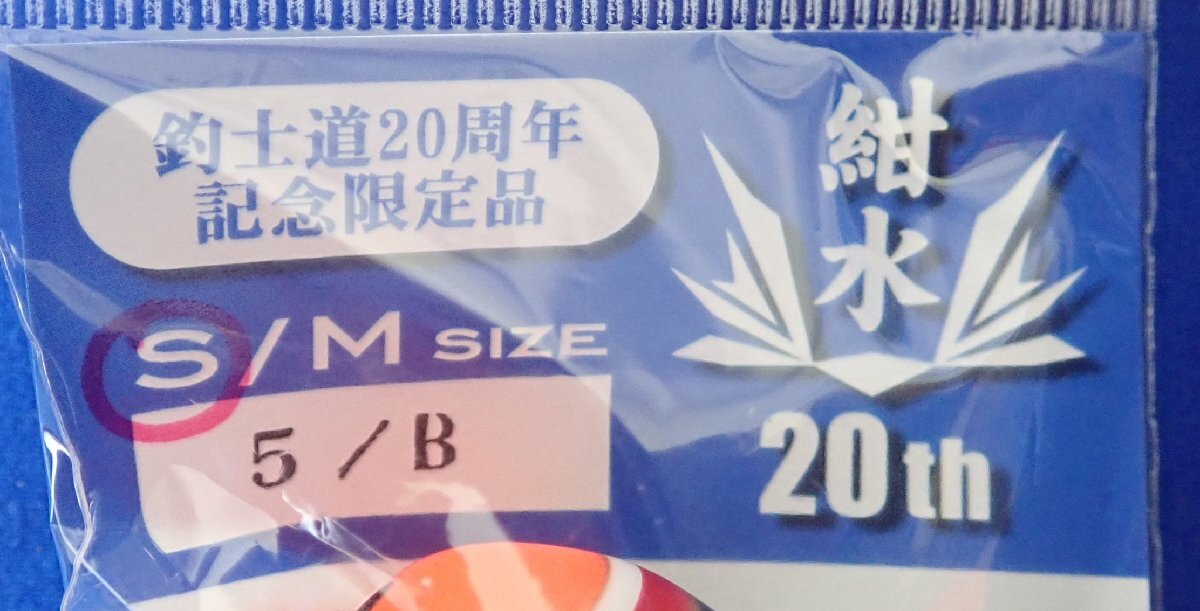 釣士道20周年
記念限定品
S/M SIZE
5/B
紺水
20th